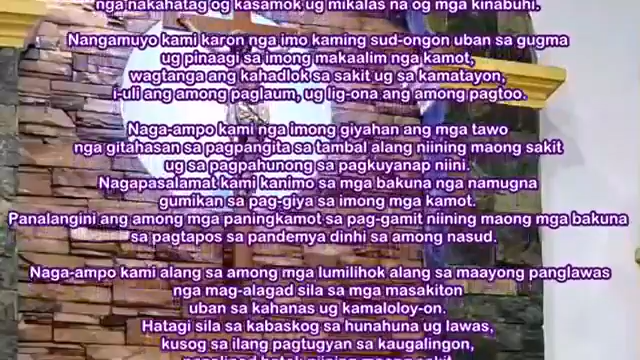 nga nakahatag og kasamok ug mikalas na og mga kinabuhi.
Nangamuyo kami karon nga imo kaming sud-ongon uban sa gugma
ug pinaagi sa imong makaalim nga kamot,
wagtanga ang kahadlok sa sakit ug sa kamatayon,
i-uli ang among paglaum, ug lig-ona ang among pagtoo.
Naga-ampo kami nga imong giyahan ang mga tawo
nga gitahasan sa pagpangita sa tambal alang niining maong sakit
ug sa pagpahunong sa pagkuyanap niini.
Nagapasalamat kami kanimo sa mga bakuna nga namugna
gumikan sa pag-giya sa imong mga kamot.
Panalangini ang among mga paningkamot sa pag-gamit niining maong mga bakuna
sa pagtapos sa pandemya dinhi sa among nasud.
Naga-ampo kami alang sa among mga lumilihok alang sa maayong panglawas
nga mag-alagad sila sa mga masakiton
uban sa kahanas ug kamaloloy-on.
Hatagi sila sa kabaskog sa hunahuna ug lawas,
kusog sa ilang pagtugyan sa kaugalingon,